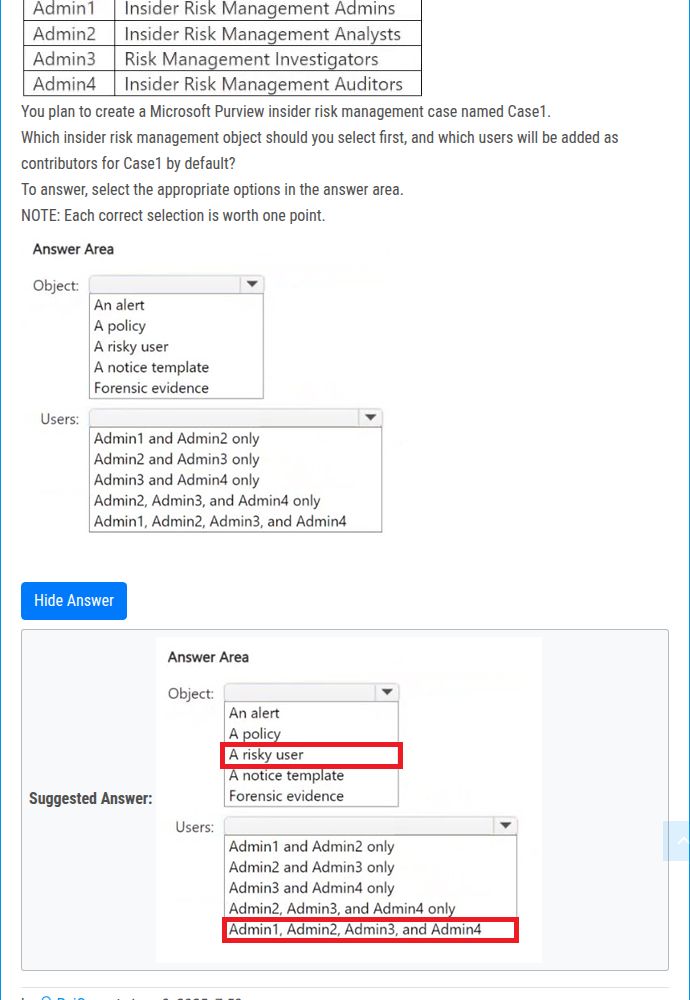 Admin1 Insider Risk Management Admins
Admin2 Insider Risk Management Analysts
Admin3 Risk Management Investigators
Admin4 Insider Risk Management Auditors
You plan to create a Microsoft Purview insider risk management case named Case1.
Which insider risk management object should you select first, and which users will be added as
contributors for Case1 by default?
To answer, select the appropriate options in the answer area.
NOTE: Each correct selection is worth one point.
Answer Area
Object:
An alert
A policy
A risky user
A notice template
Forensic evidence
Users:
Admin1 and Admin2 only
Admin2 and Admin3 only
Admin3 and Admin4 only
Admin2, Admin3, and Admin4 only
Admin1, Admin2, Admin3, and Admin4
Hide Answer
Suggested Answer:
Answer Area
Object:
An alert
A policy
A risky user
A notice template
Forensic evidence
Users:
Admin1 and Admin2 only
Admin2 and Admin3 only
Admin3 and Admin4 only
Admin2, Admin3, and Admin4 only
Admin1, Admin2, Admin3, and Admin4